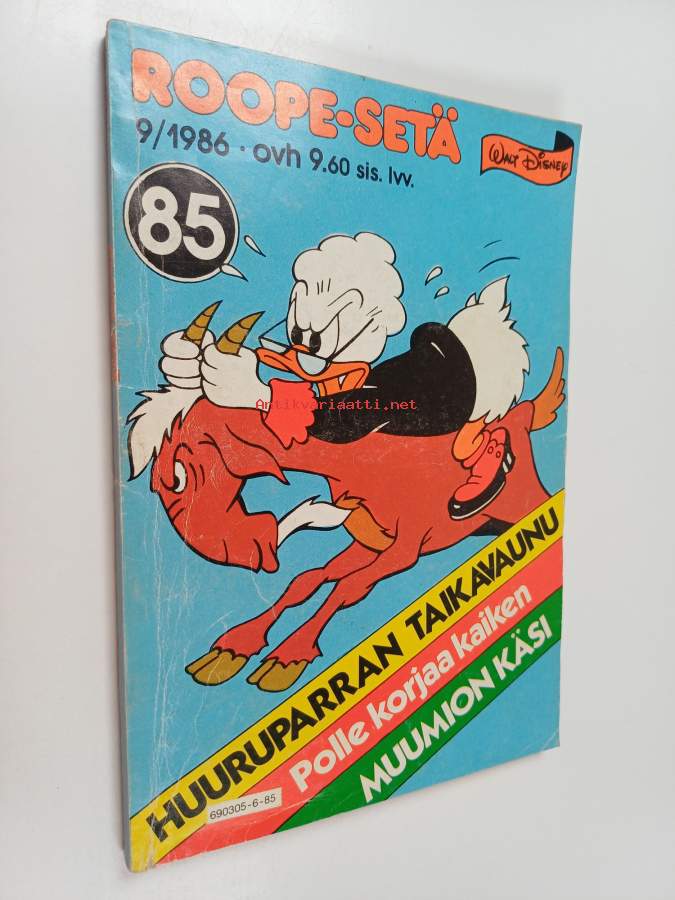 ROOPE-SETÄ
9/1986 · ovh 9.60 sis. lvv.
WALT DISNEY
85
Antikvariaatti.net
HUURUPARRAN TAIKAVAUNU
Polle korjaa kaiken
MUUMION KÄSI
690305-6-85